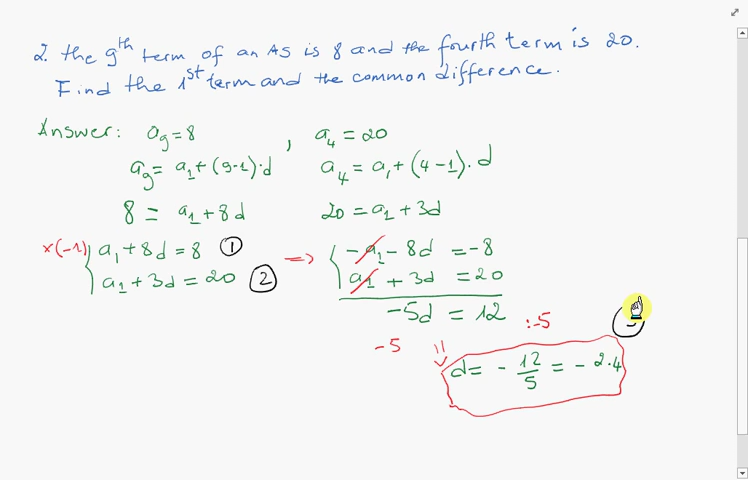 2. the 9th term of an AS is 8 and the fourth term is 20.
Find the 1st term and the common difference.
Answer: a₉ = 8 , a₄ = 20
a₉ = a₁ + (9-1)·d a₄ = a₁ + (4-1)·d
8 = a₁ + 8d 20 = a₁ + 3d
×(-1) { a₁ + 8d = 8 ① => { -a₁ - 8d = -8
a₁ + 3d = 20 ② a₁ + 3d = 20
-5d = 12
:-5
-5
d = - 12/5 = - 2.4